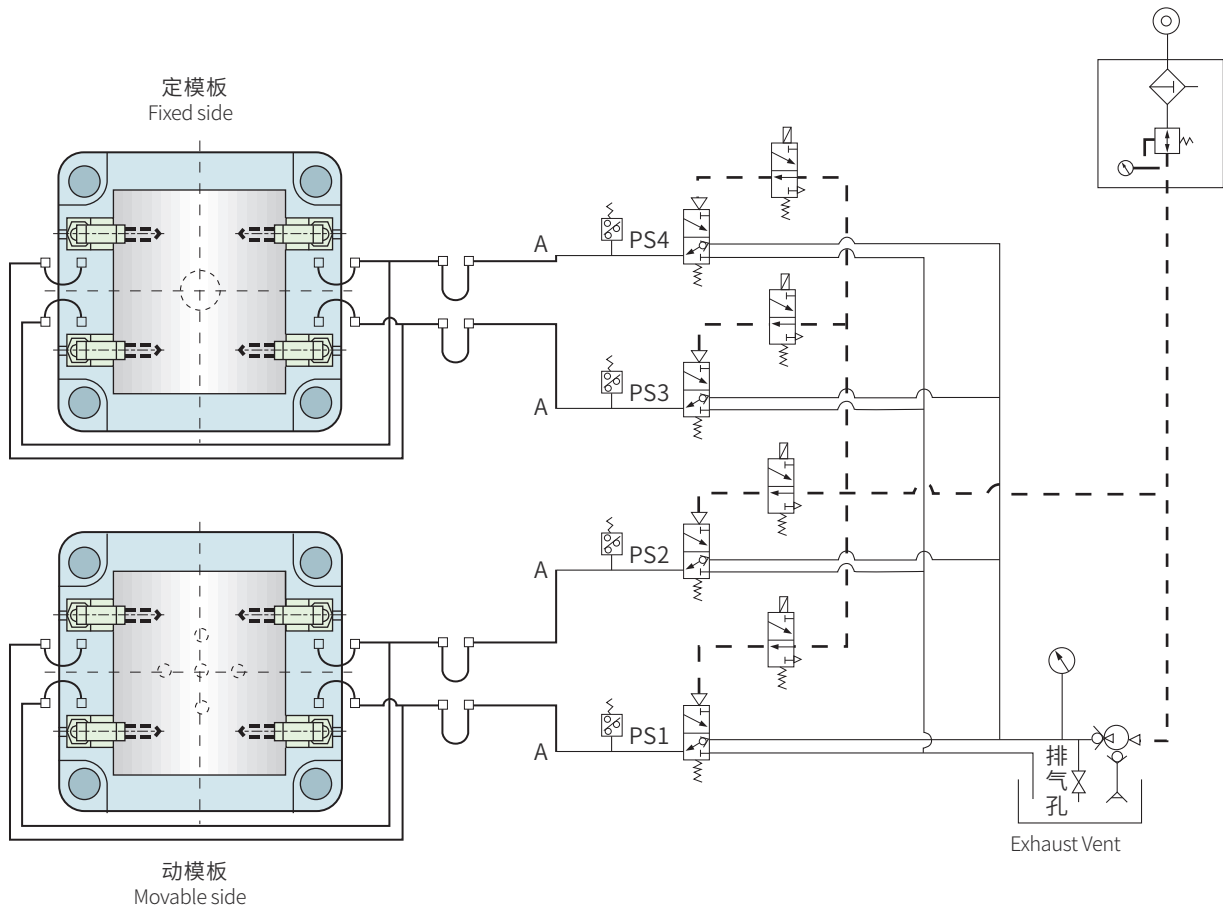 定模板
Fixed side
A
PS4
PS3
A
PS2
A
PS1
A
排
气
孔
Exhaust Vent
动模板
Movable side